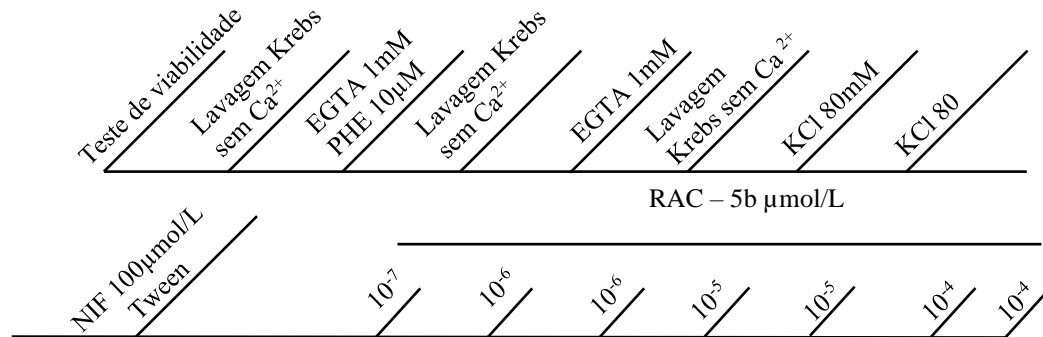 Teste de viabilidade
Lavagem Krebs
sem Ca²⁺
EGTA 1mM
PHE 10µM
Lavagem Krebs
sem Ca²⁺
EGTA 1mM
Lavagem
Krebs sem Ca ²⁺
KCl 80mM
KCl 80
RAC – 5b µmol/L
NIF 100µmol/L
Tween
10⁻⁷
10⁻⁶
10⁻⁶
10⁻⁵
10⁻⁵
10⁻⁴
10⁻⁴